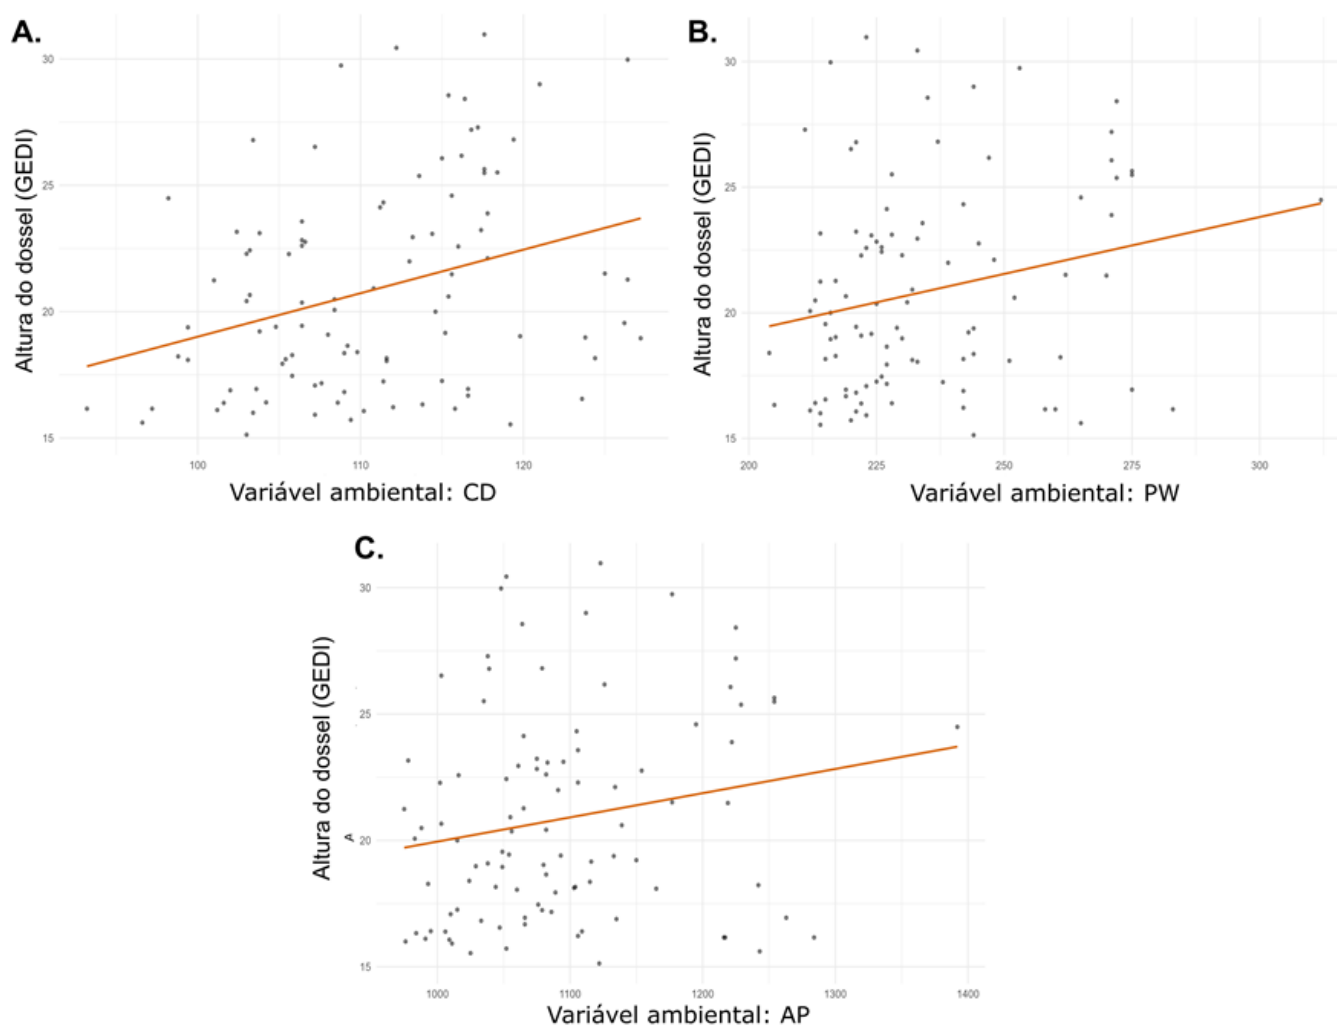 A.
Altura do dossel (GEDI)
30
25
20
15
100
110
120
Variável ambiental: CD
B.
Altura do dossel (GEDI)
30
25
20
15
200
225
250
275
300
Variável ambiental: PW
C.
Altura do dossel (GEDI)
A
30
25
20
15
1000
1100
1200
1300
1400
Variável ambiental: AP